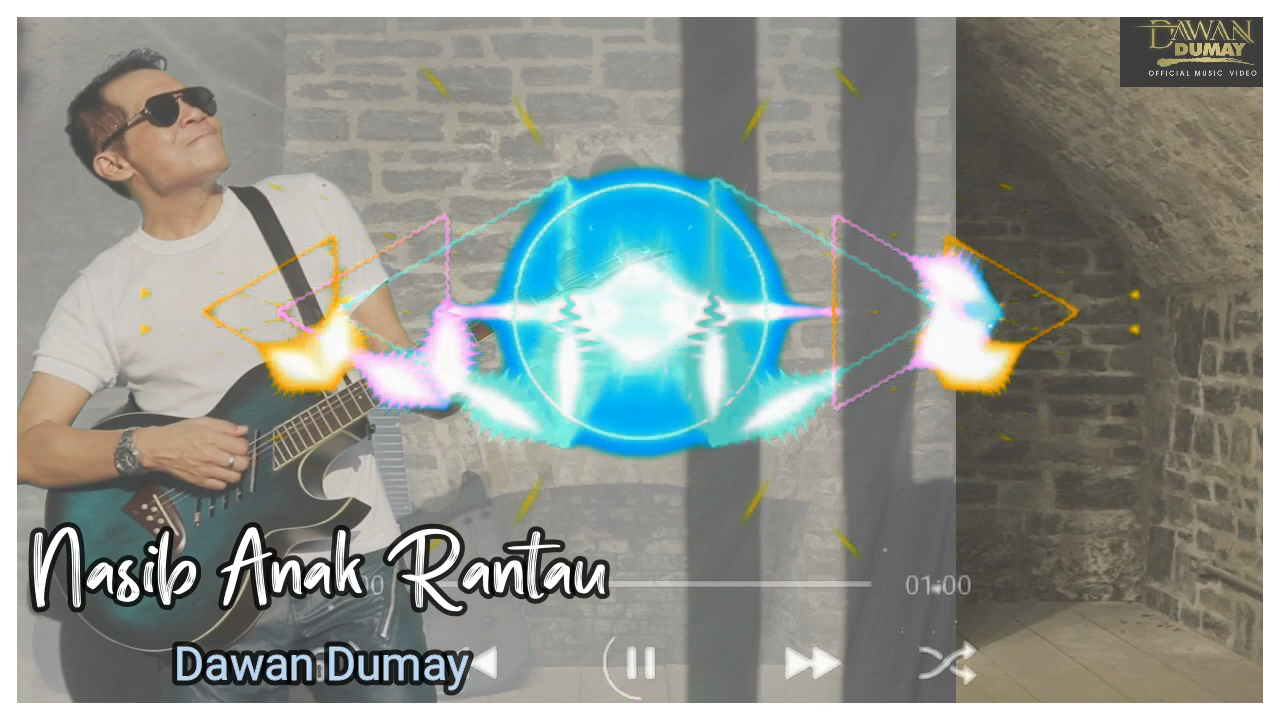 DAWAN
DUMAY
OFFICIAL MUSIC VIDEO
Nasib Anak Rantau
01:00
Dawan Dumay